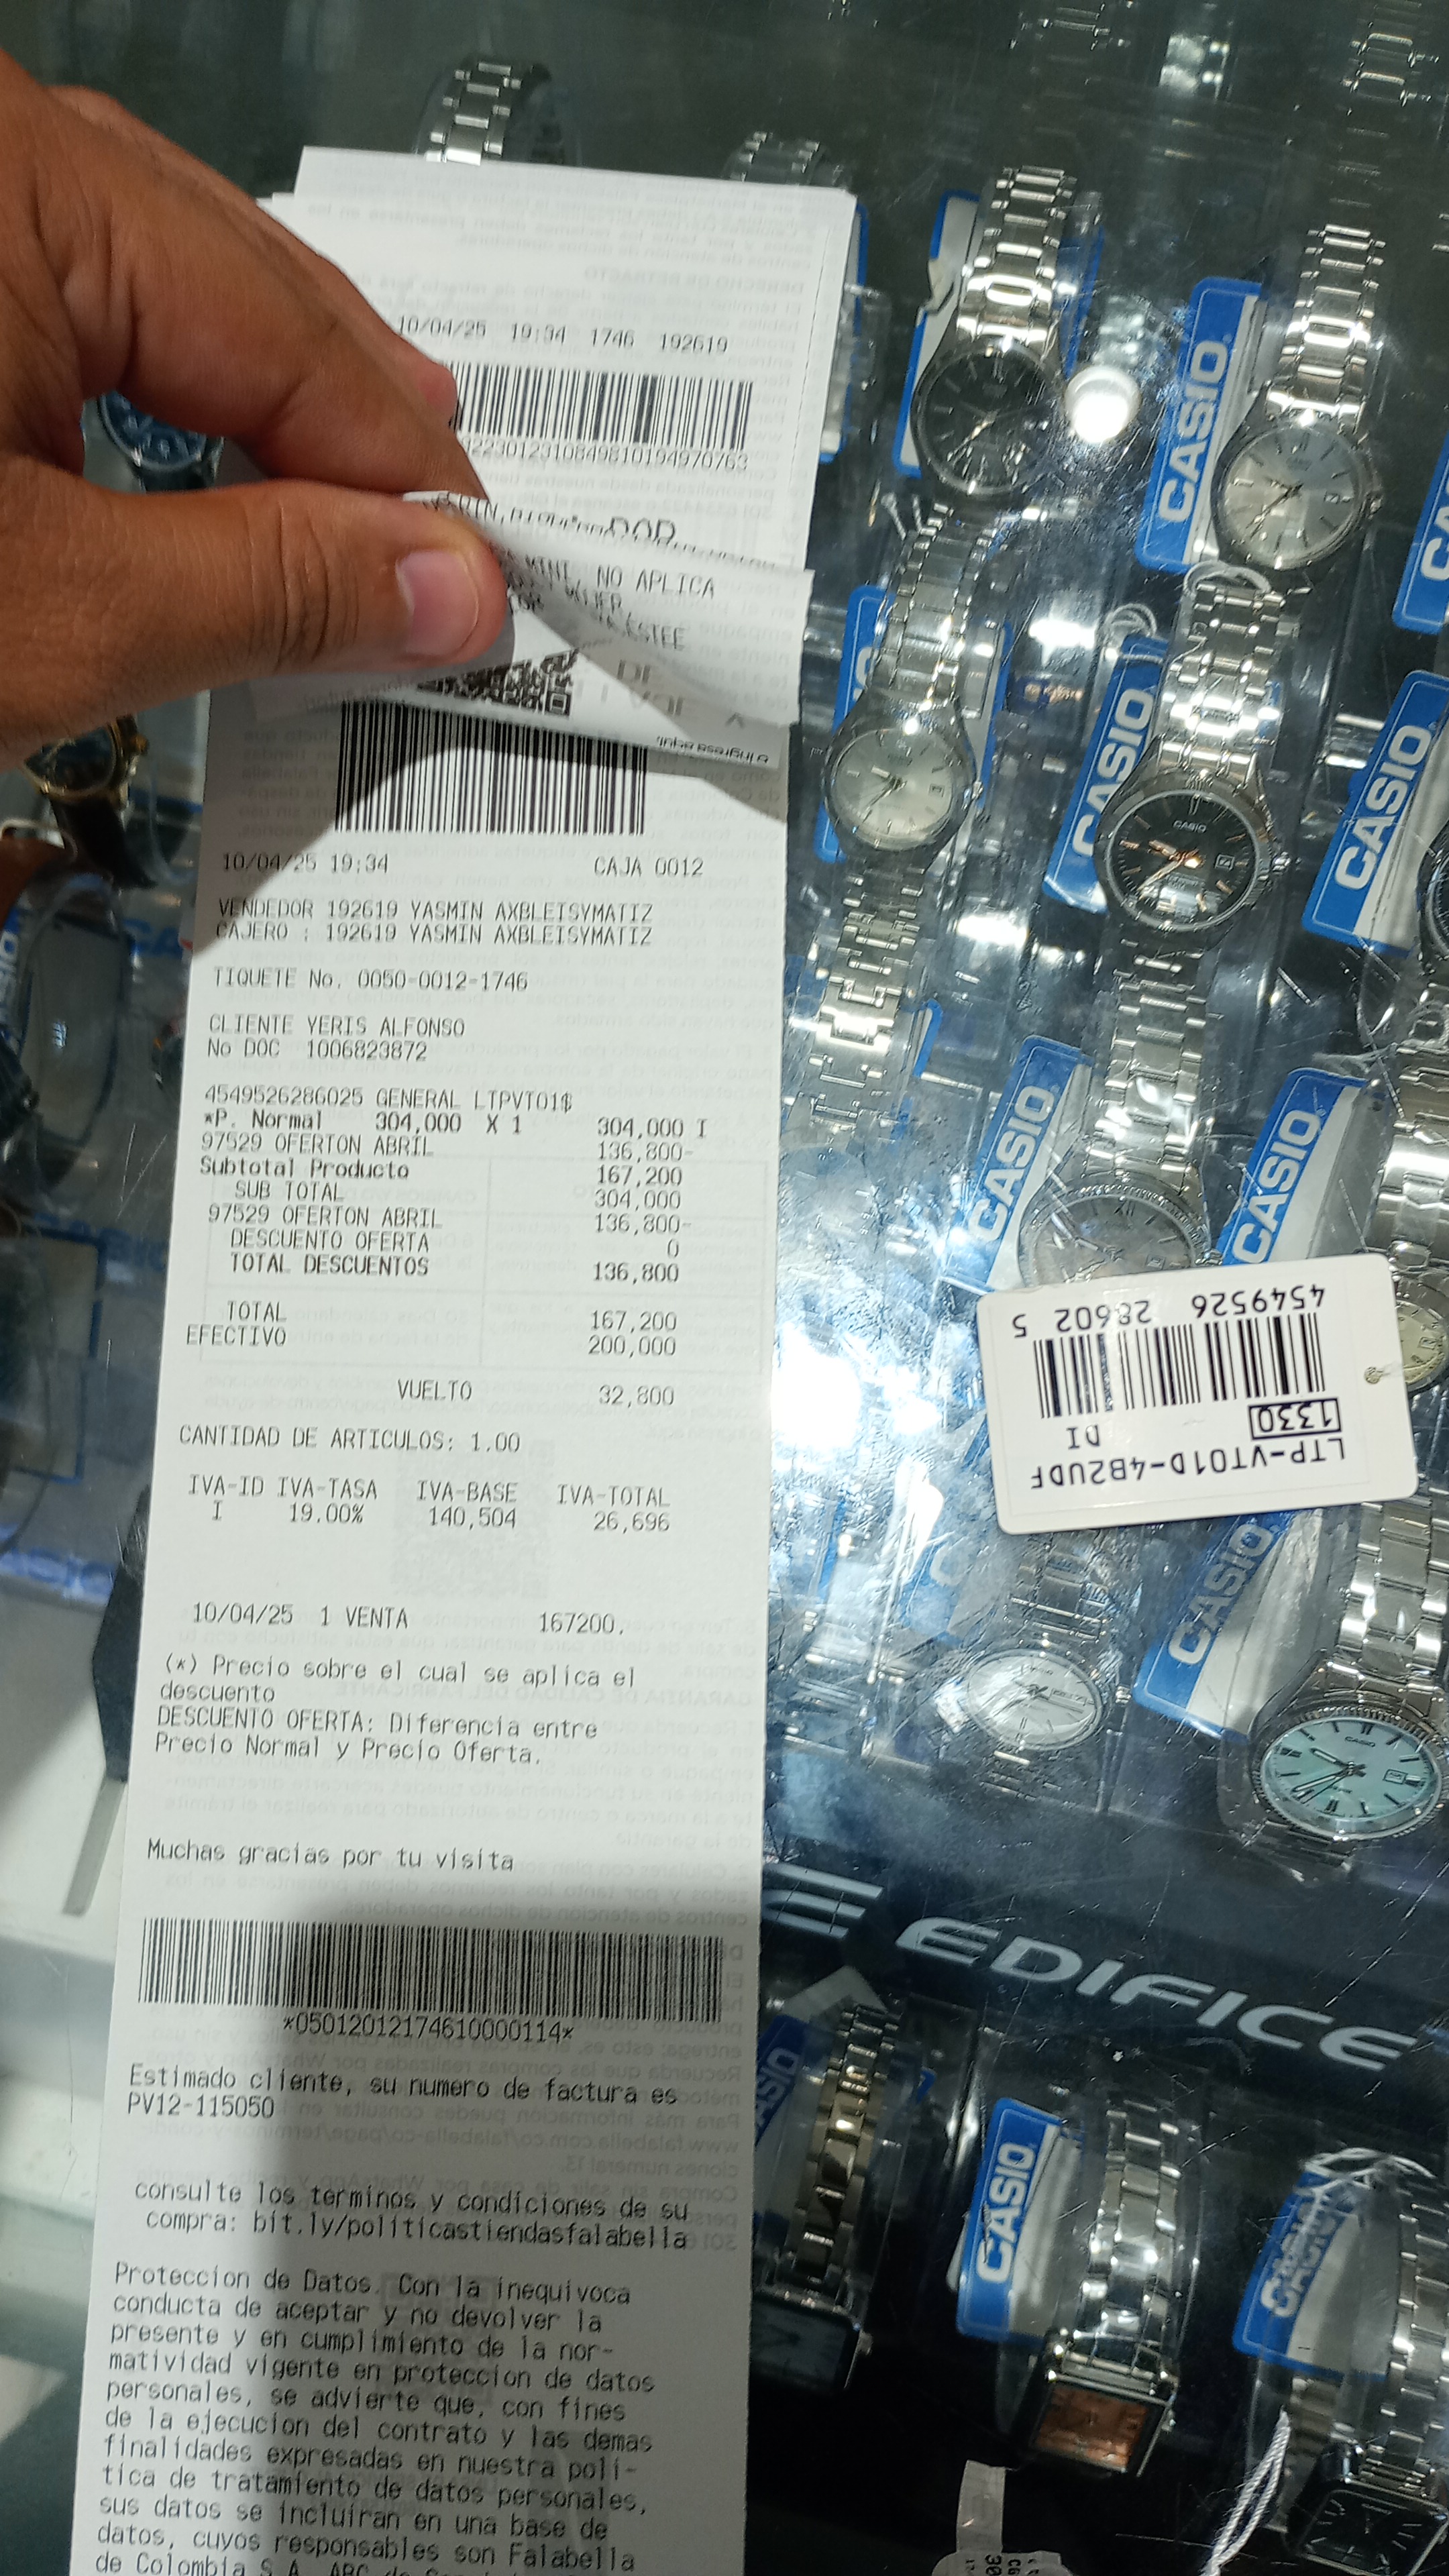 10/04/25 19:34 1746 192619
223012310849810194970763
NO APLICA
MUJER,
ESTEE
10/04/25 19:34 CAJA 0012
VENDEDOR 192619 YASMIN AXBLEISYMATIZ
CAJERO : 192619 YASMIN AXBLEISYMATIZ
TIQUETE No. 0050-0012-1746
CLIENTE YERIS ALFONSO
No DOC 1006823872
4549526286025 GENERAL LTPVT01$
*P. Normal 304,000 X 1 304,000 I
97529 OFERTON ABRIL 136,800-
Subtotal Producto 167,200
SUB TOTAL 304,000
97529 OFERTON ABRIL 136,800-
DESCUENTO OFERTA 0
TOTAL DESCUENTOS 136,800
TOTAL 167,200
EFECTIVO 200,000
VUELTO 32,800
CANTIDAD DE ARTICULOS: 1.00
IVA-ID IVA-TASA IVA-BASE IVA-TOTAL
I 19.00% 140,504 26,696
10/04/25 1 VENTA 167200.
(*) Precio sobre el cual se aplica el
descuento
DESCUENTO OFERTA: Diferencia entre
Precio Normal y Precio Oferta.
Muchas gracias por tu visita
*05012012174610000114*
Estimado cliente, su numero de factura es
PV12-115050
consulte los terminos y condiciones de su
compra: bit.ly/politicastiendasfalabella
Proteccion de Datos. Con la inequivoca
conducta de aceptar y no devolver la
presente y en cumplimiento de la nor-
matividad vigente en proteccion de datos
personales, se advierte que, con fines
de la ejecucion del contrato y las demas
finalidades expresadas en nuestra poli-
tica de tratamiento de datos personales,
sus datos se incluiran en una base de
datos, cuyos responsables son Falabella
de Colombia S.A. ABC de
CASIO
CASIO
CASIO
CASIO
CASIO
CASIO
LTP-VT01D-4B2UDF
1330 DI
4549526 28602 5
CASIO
EDIFICE
CASIO
CASIO